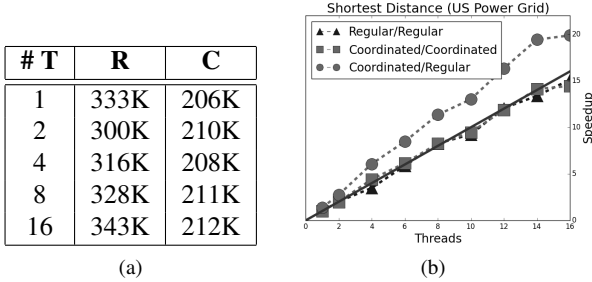 # T R C
1 333K 206K
2 300K 210K
4 316K 208K
8 328K 211K
16 343K 212K
(a)
Shortest Distance (US Power Grid)
Regular/Regular
Coordinated/Coordinated
Coordinated/Regular
20
15
10
5
0
Speedup
0 2 4 6 8 10 12 14 16
Threads
(b)